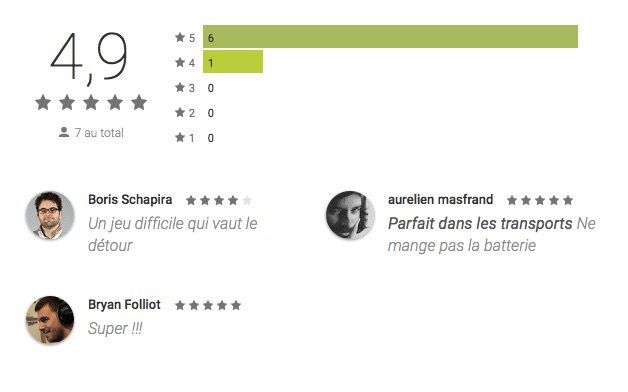 4,9
7 au total
5 6
4 1
3 0
2 0
1 0
Boris Schapira
Un jeu difficile qui vaut le
détour
aurelien masfrand
Parfait dans les transports Ne
mange pas la batterie
Bryan Folliot
Super !!!